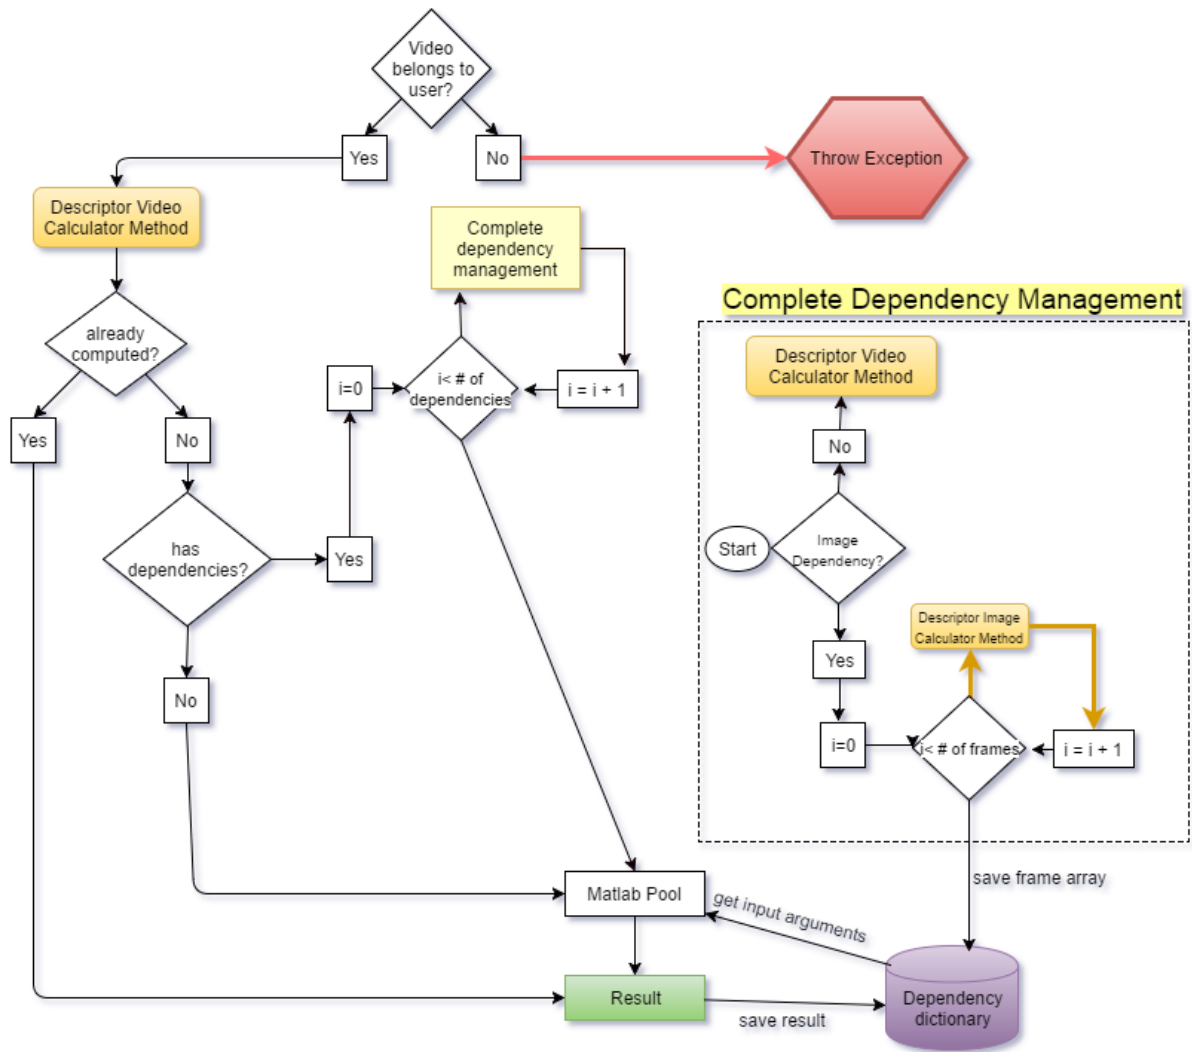 Video
belongs to
user?
Yes
No
Throw Exception
Descriptor Video
Calculator Method
Complete
dependency
management
already
computed?
Yes
No
i=0
i< # of
dependencies
i = i + 1
has
dependencies?
Yes
No
Complete Dependency Management
Descriptor Video
Calculator Method
No
Start
Image
Dependency?
Yes
Descriptor Image
Calculator Method
i=0
i< # of frames
i = i + 1
save frame array
Matlab Pool
get input arguments
Result
save result
Dependency
dictionary